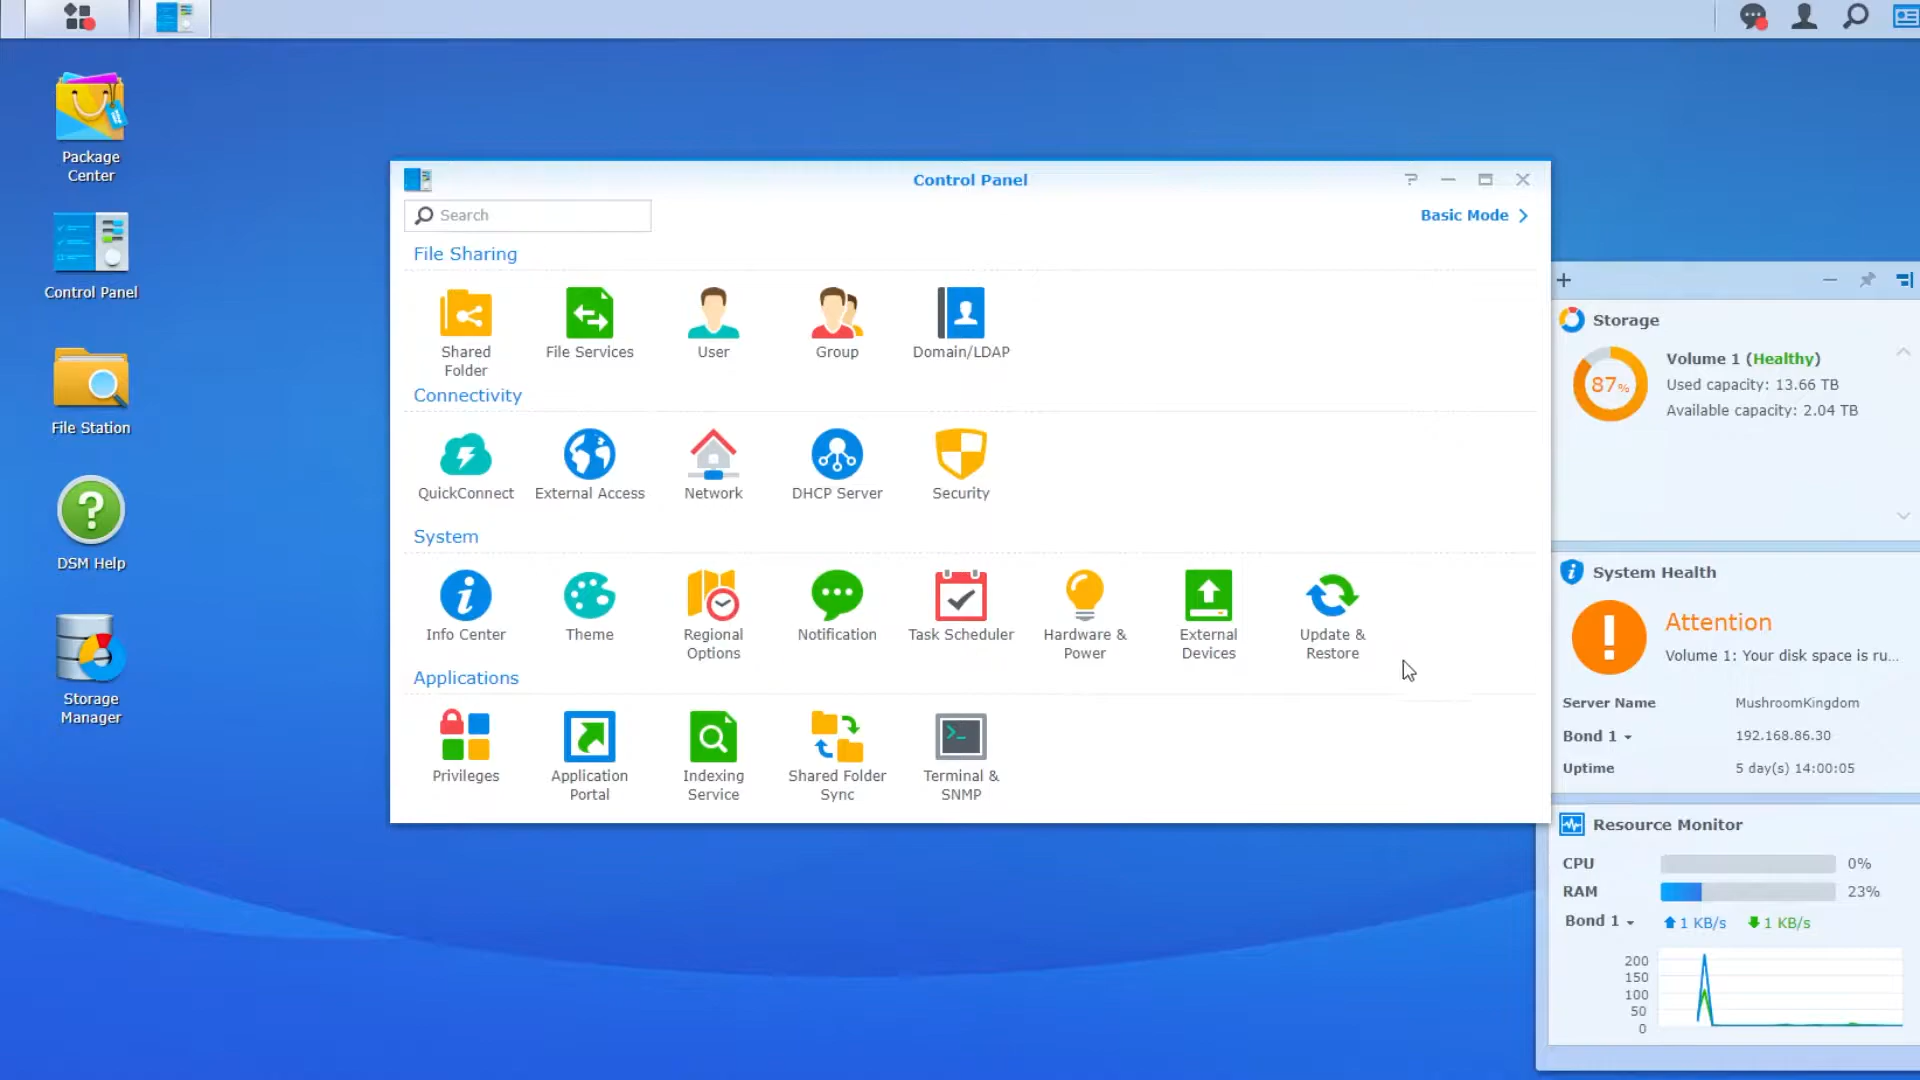 Package
Center
Control Panel
File Station
DSM Help
Storage
Manager
Control Panel
Search
Basic Mode
File Sharing
Shared
Folder
File Services
User
Group
Domain/LDAP
Connectivity
QuickConnect
External Access
Network
DHCP Server
Security
System
Info Center
Theme
Regional
Options
Notification
Task Scheduler
Hardware &
Power
External
Devices
Update &
Restore
Applications
Privileges
Application
Portal
Indexing
Service
Shared Folder
Sync
Terminal &
SNMP
Storage
87%
Volume 1 (Healthy)
Used capacity: 13.66 TB
Available capacity: 2.04 TB
System Health
Attention
Volume 1: Your disk space is ru...
Server Name MushroomKingdom
Bond 1 192.168.86.30
Uptime 5 day(s) 14:00:05
Resource Monitor
CPU 0%
RAM 23%
Bond 1 1 KB/s 1 KB/s
200
150
100
50
0